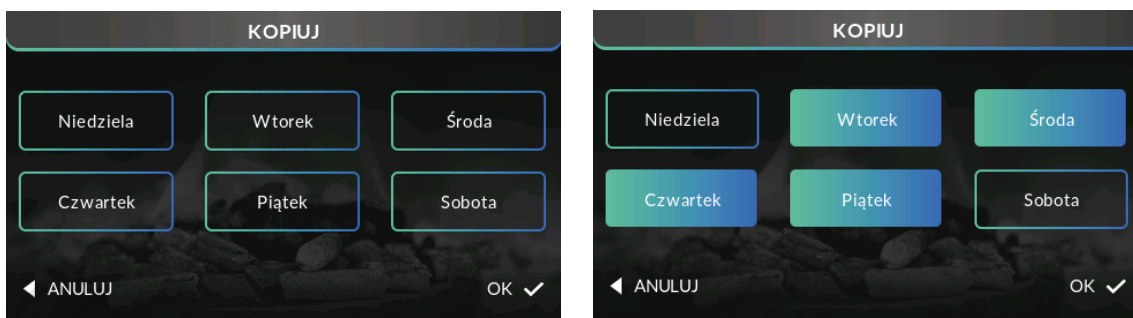 KOPIUJ
Niedziela Wtorek Środa
Czwartek Piątek Sobota
ANULUJ OK
KOPIUJ
Niedziela Wtorek Środa
Czwartek Piątek Sobota
ANULUJ OK